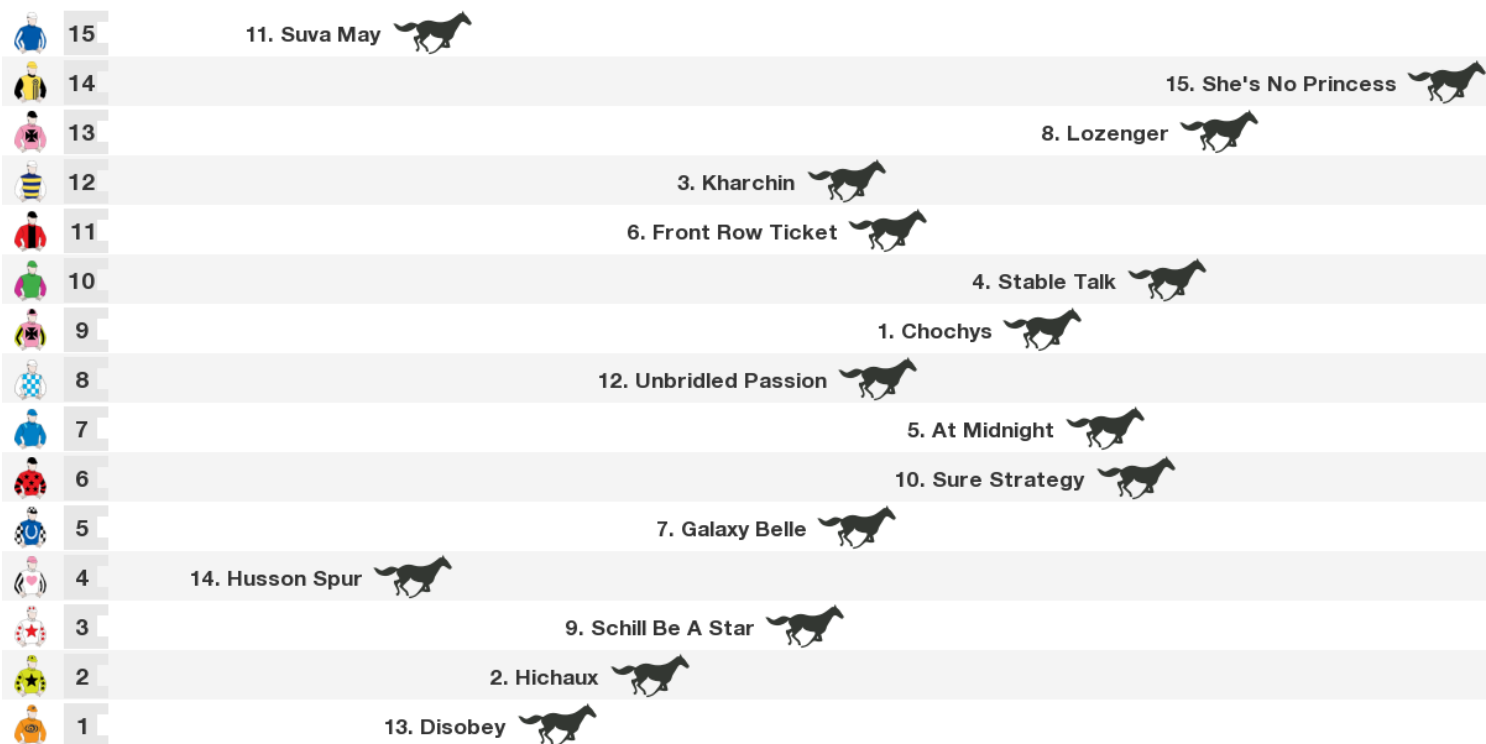 15 11. Suva May
14 15. She's No Princess
13 8. Lozenger
12 3. Kharchin
11 6. Front Row Ticket
10 4. Stable Talk
9 1. Chochys
8 12. Unbridled Passion
7 5. At Midnight
6 10. Sure Strategy
5 7. Galaxy Belle
4 14. Husson Spur
3 9. Schill Be A Star
2 2. Hichaux
1 13. Disobey